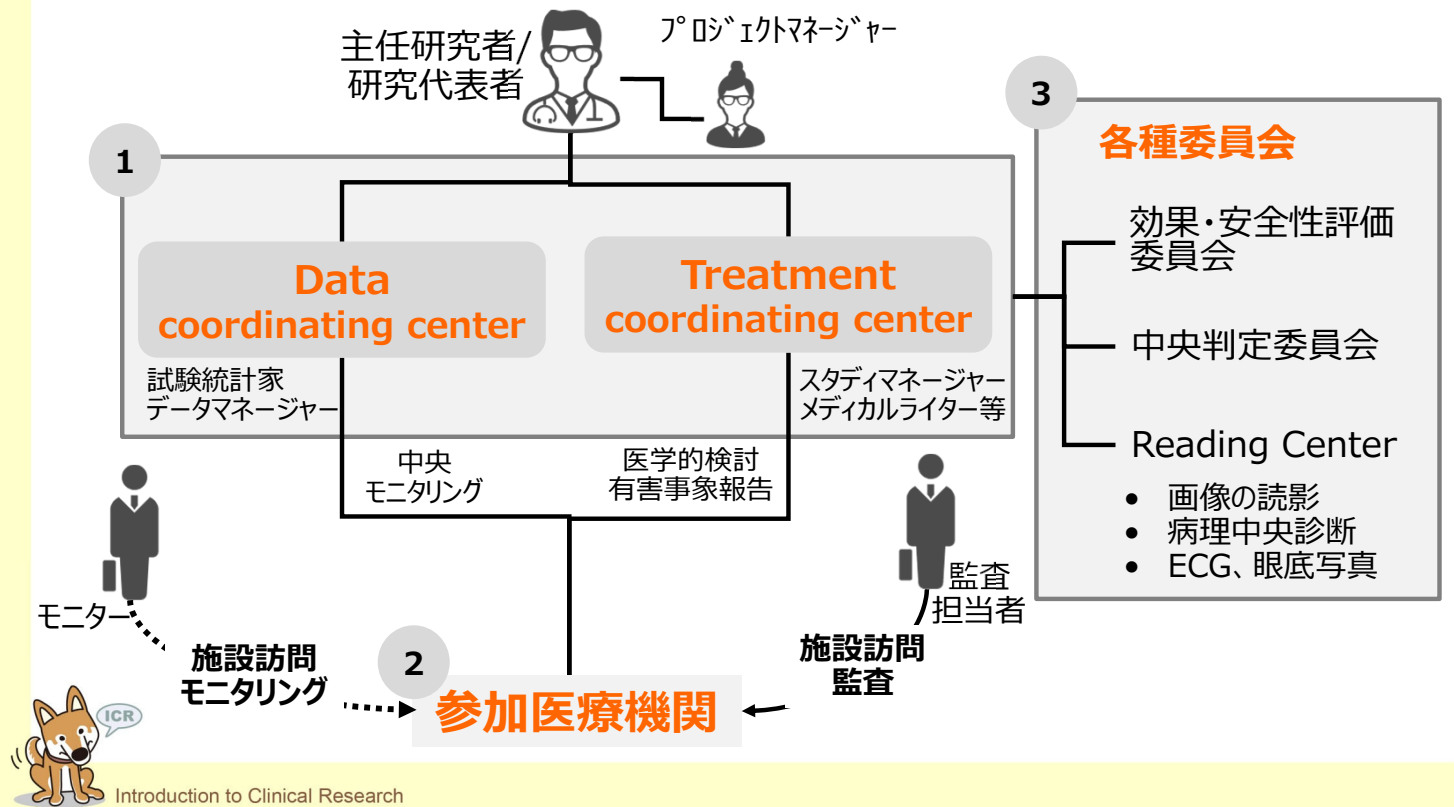 主任研究者/
研究代表者
プロジェクトマネージャー
1
Data
coordinating center
試験統計家
データマネージャー
Treatment
coordinating center
スタディマネージャー
メディカルライター等
中央
モニタリング
医学的検討
有害事象報告
モニター
施設訪問
モニタリング
監査
担当者
施設訪問
監査
2
参加医療機関
3
各種委員会
効果・安全性評価
委員会
中央判定委員会
Reading Center
• 画像の読影
• 病理中央診断
• ECG、眼底写真
ICR
Introduction to Clinical Research